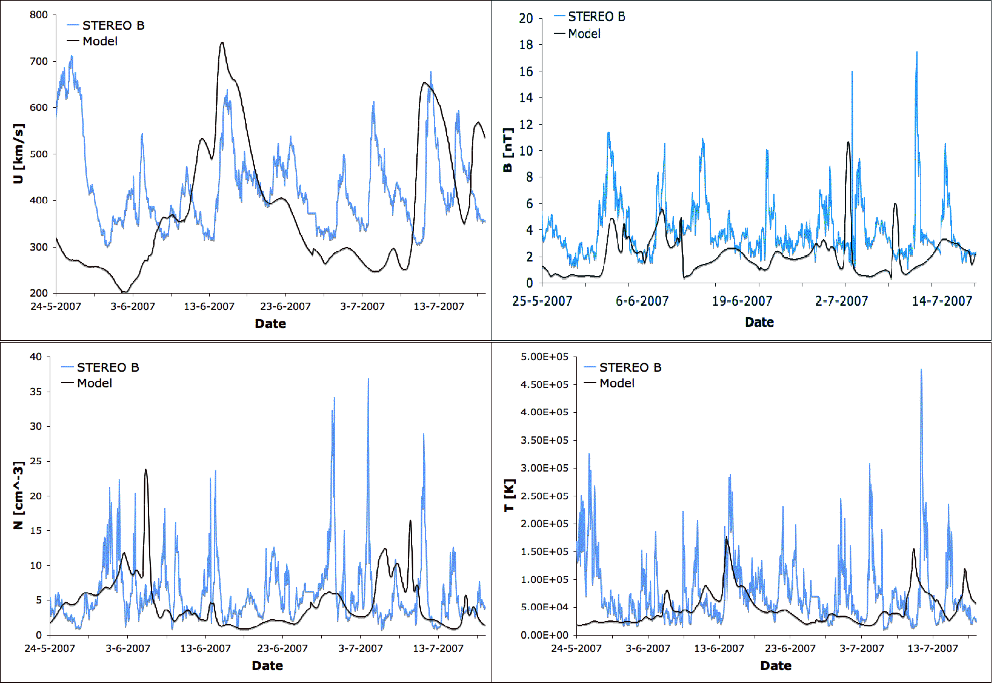 STEREO B
Model
800
700
600
500
400
300
200
U [km/s]
24-5-2007 3-6-2007 13-6-2007 23-6-2007 3-7-2007 13-7-2007
Date
STEREO B
Model
20
18
16
14
12
10
8
6
4
2
0
B [nT]
25-5-2007 6-6-2007 19-6-2007 2-7-2007 14-7-2007
Date
STEREO B
Model
40
35
30
25
20
15
10
5
0
N [cm^-3]
24-5-2007 3-6-2007 13-6-2007 23-6-2007 3-7-2007 13-7-2007
Date
STEREO B
Model
5.00E+05
4.50E+05
4.00E+05
3.50E+05
3.00E+05
2.50E+05
2.00E+05
1.50E+05
1.00E+05
5.00E+04
0.00E+00
T [K]
24-5-2007 3-6-2007 13-6-2007 23-6-2007 3-7-2007 13-7-2007
Date